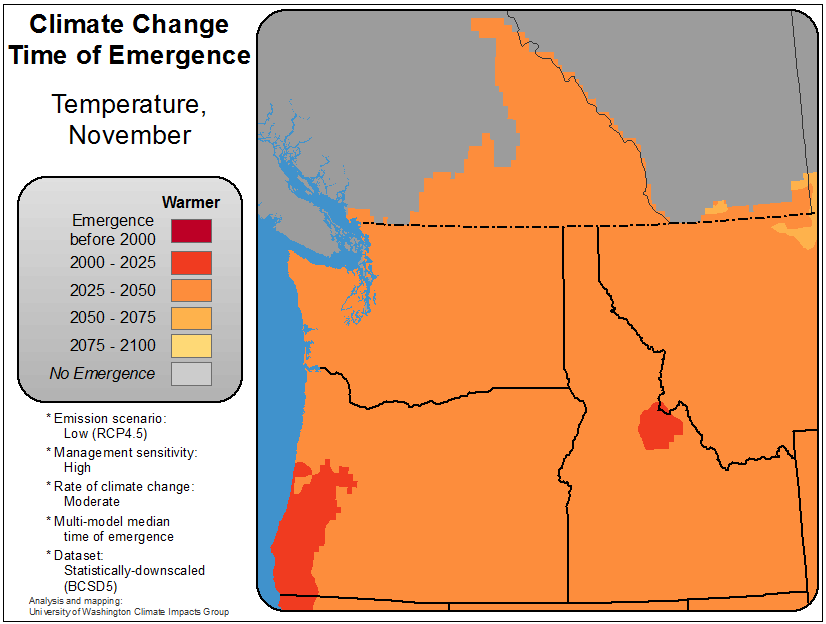 Climate Change
Time of Emergence
Temperature,
November
Warmer
Emergence
before 2000
2000 - 2025
2025 - 2050
2050 - 2075
2075 - 2100
No Emergence
* Emission scenario:
Low (RCP4.5)
* Management sensitivity:
High
* Rate of climate change:
Moderate
* Multi-model median
time of emergence
* Dataset:
Statistically-downscaled
(BCSD5)
Analysis and mapping:
University of Washington Climate Impacts Group